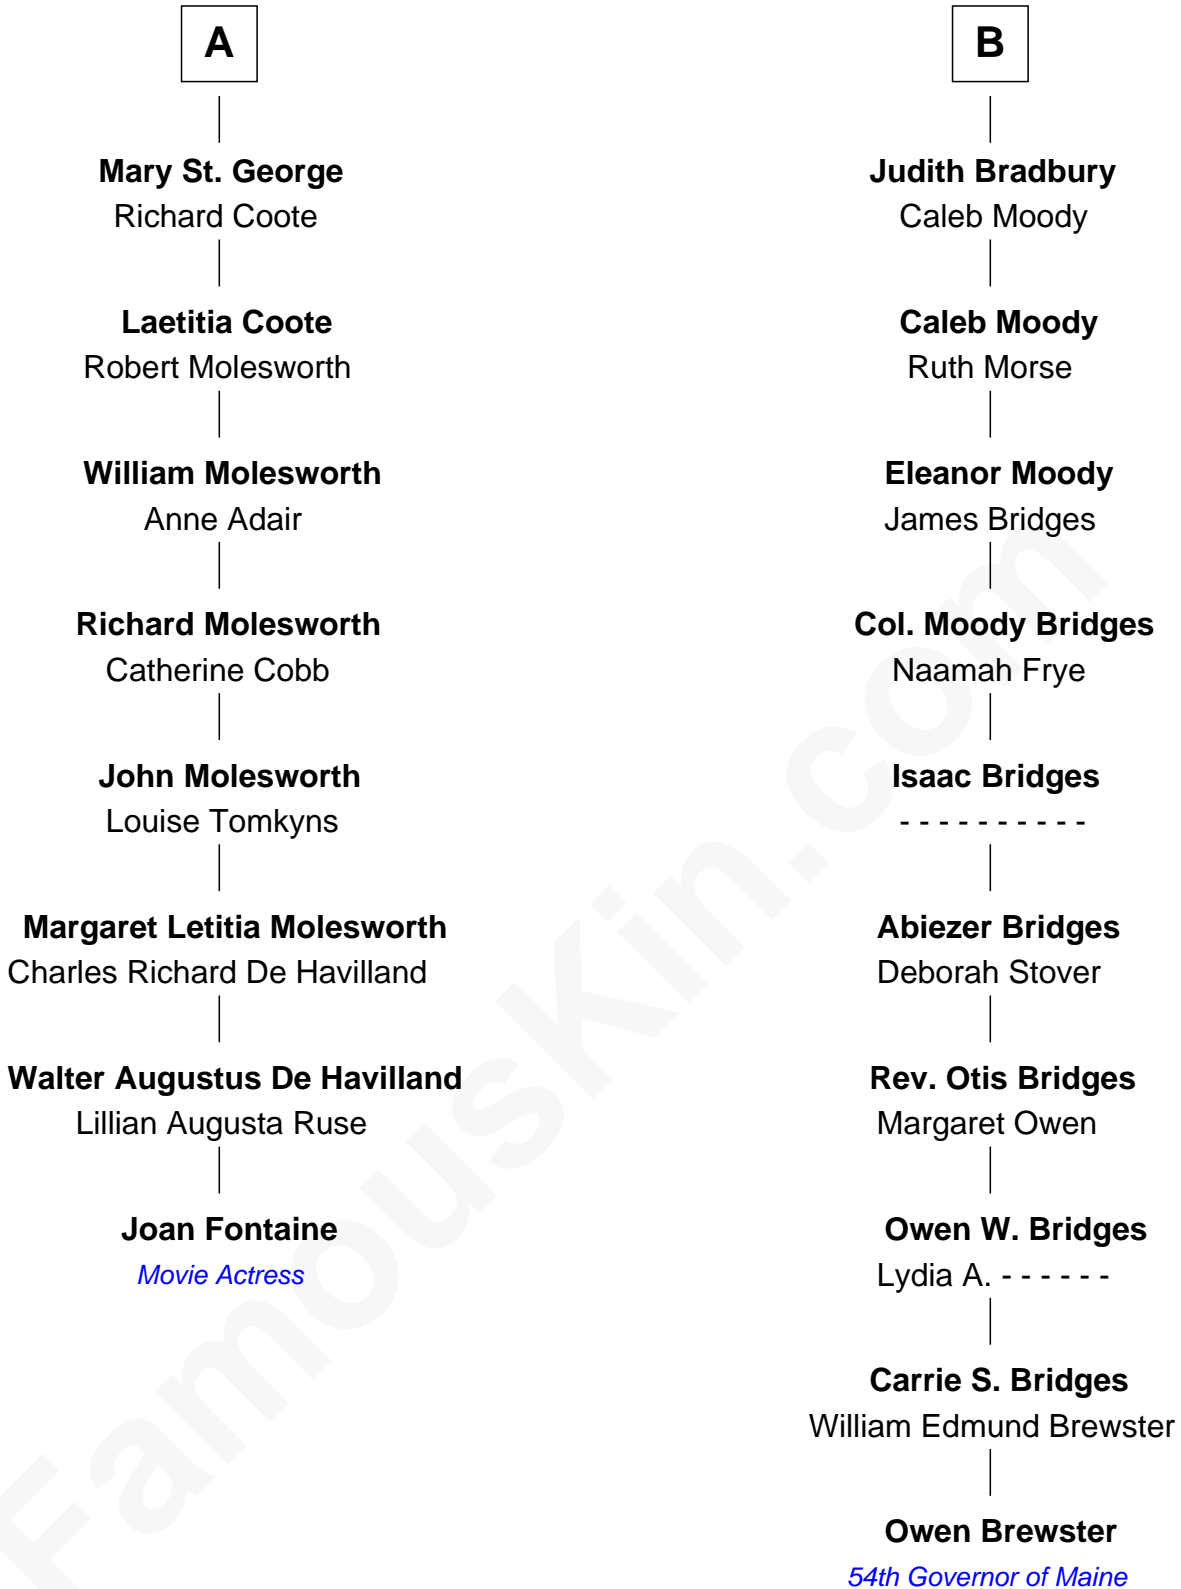 A
Mary St. George
Richard Coote
Laetitia Coote
Robert Molesworth
William Molesworth
Anne Adair
Richard Molesworth
Catherine Cobb
John Molesworth
Louise Tomkyns
Margaret Letitia Molesworth
Charles Richard De Havilland
Walter Augustus De Havilland
Lillian Augusta Ruse
Joan Fontaine
Movie Actress
B
Judith Bradbury
Caleb Moody
Caleb Moody
Ruth Morse
Eleanor Moody
James Bridges
Col. Moody Bridges
Naamah Frye
Isaac Bridges
- - - - - - - - - -
Abiezer Bridges
Deborah Stover
Rev. Otis Bridges
Margaret Owen
Owen W. Bridges
Lydia A. - - - - - -
Carrie S. Bridges
William Edmund Brewster
Owen Brewster
54th Governor of Maine
FamousKin.com